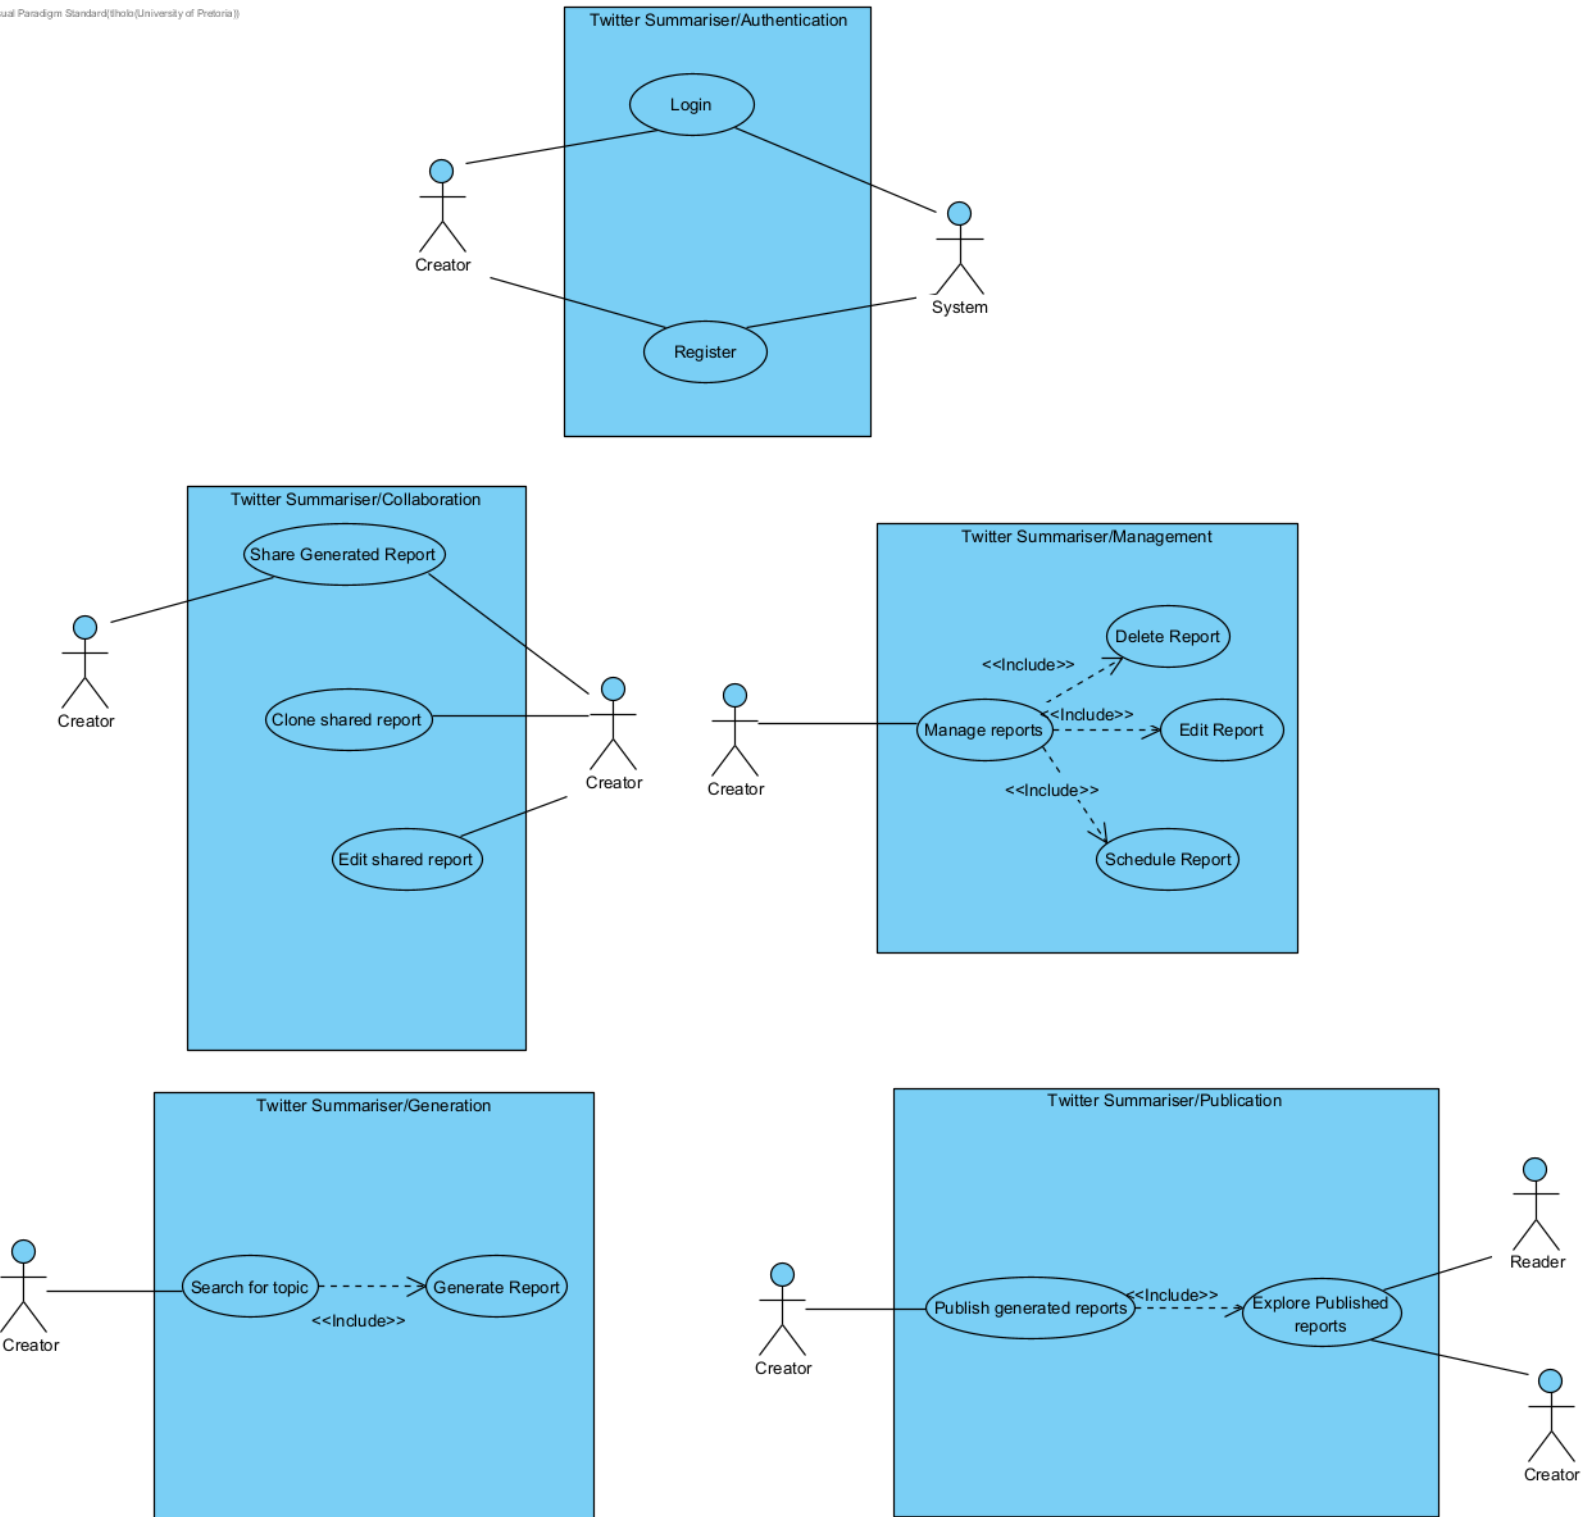 ual Paradigm Standard(tlholo(University of Pretoria))
Twitter Summariser/Authentication
Login
Creator
System
Register
Twitter Summariser/Collaboration
Share Generated Report
Creator
Clone shared report
Creator
Edit shared report
Twitter Summariser/Management
Delete Report
<<Include>>
<<Include>>
Manage reports
Edit Report
Creator
<<Include>>
Schedule Report
Twitter Summariser/Generation
Search for topic
Generate Report
<<Include>>
Creator
Twitter Summariser/Publication
Reader
<<Include>>
Publish generated reports
Explore Published
reports
Creator
Creator